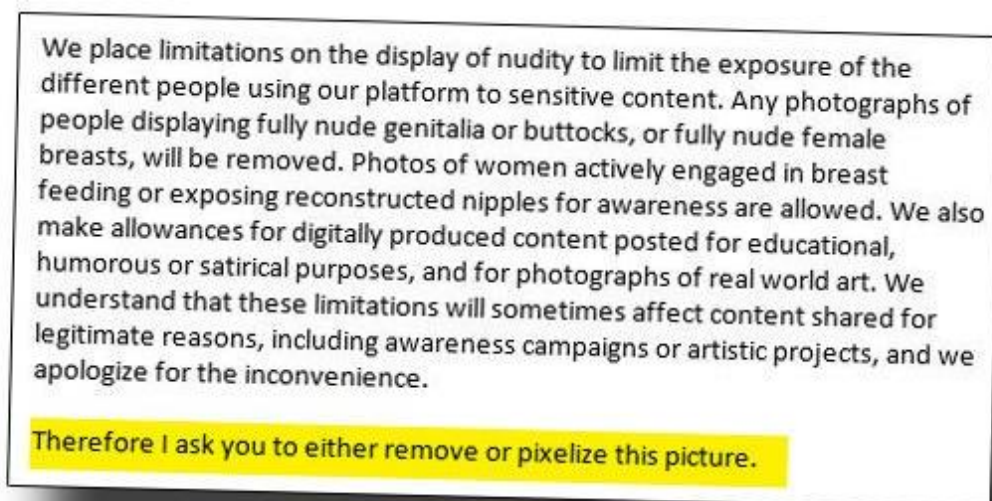 We place limitations on the display of nudity to limit the exposure of the
different people using our platform to sensitive content. Any photographs of
people displaying fully nude genitalia or buttocks, or fully nude female
breasts, will be removed. Photos of women actively engaged in breast
feeding or exposing reconstructed nipples for awareness are allowed. We also
make allowances for digitally produced content posted for educational,
humorous or satirical purposes, and for photographs of real world art. We
understand that these limitations will sometimes affect content shared for
legitimate reasons, including awareness campaigns or artistic projects, and we
apologize for the inconvenience.
Therefore I ask you to either remove or pixelize this picture.